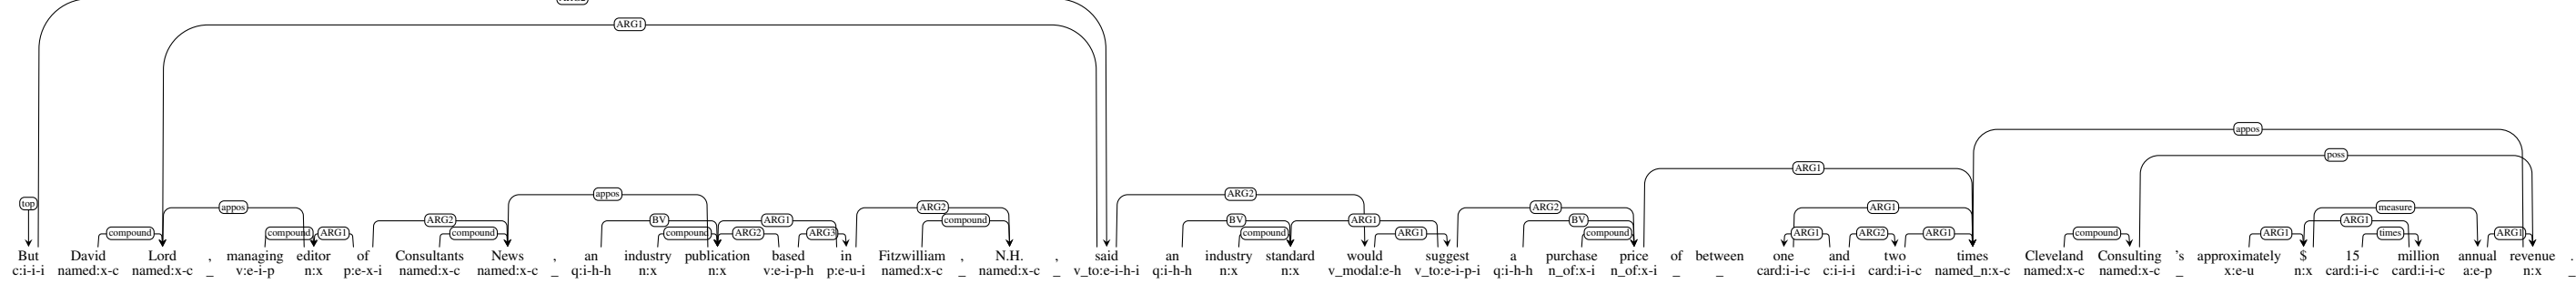 ARG1
appos
poss
top
appos
ARG2
ARG1
appos
ARG2
ARG2
ARG1
measure
ARG2
compound
BV
ARG1
compound
BV
ARG1
BV
ARG1
compound
compound
ARG1
compound
compound
ARG2
ARG3
compound
ARG1
compound
ARG1
ARG2
ARG1
compound
ARG1
times
ARG1
But David Lord , managing editor of Consultants News , an industry publication based in Fitzwilliam , N.H. , said an industry standard would suggest a purchase price of between one and two times Cleveland Consulting 's approximately $ 15 million annual revenue .
c:i-i-i named:x-c named:x-c _ v:e-i-p n:x p:e-x-i named:x-c named:x-c _ q:i-h-h n:x n:x v:e-i-p-h p:e-u-i named:x-c _ named:x-c _ v_to:e-i-h-i q:i-h-h n:x n:x v_modal:e-h v_to:e-i-p-i q:i-h-h n_of:x-i n_of:x-i _ _ card:i-i-c c:i-i-i card:i-i-c named_n:x-c named:x-c named:x-c _ x:e-u n:x card:i-i-c card:i-i-c a:e-p n:x _